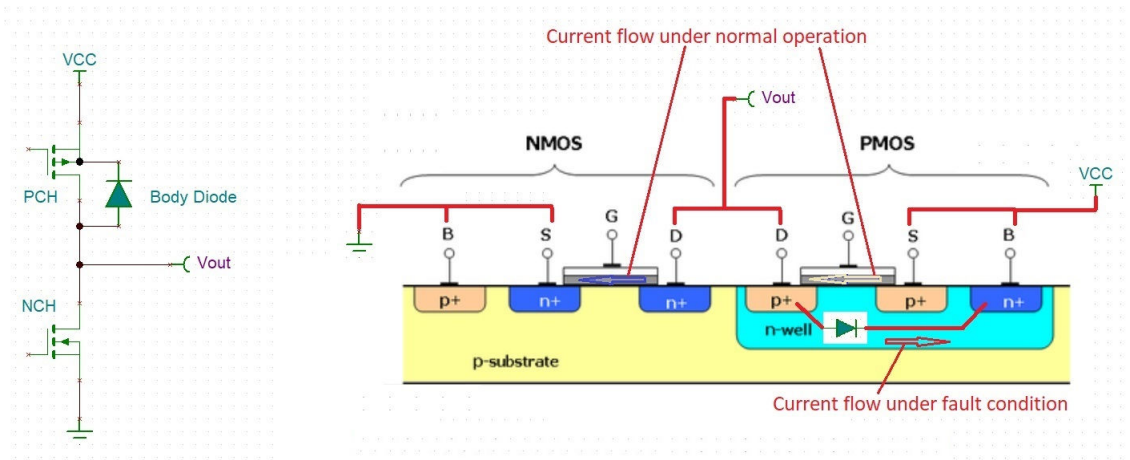 VCC
PCH
Body Diode
Vout
NCH
Current flow under normal operation
Vout
NMOS
PMOS
VCC
B
S
G
D
D
G
S
B
p+
n+
n+
p+
p+
n+
n-well
p-substrate
Current flow under fault condition